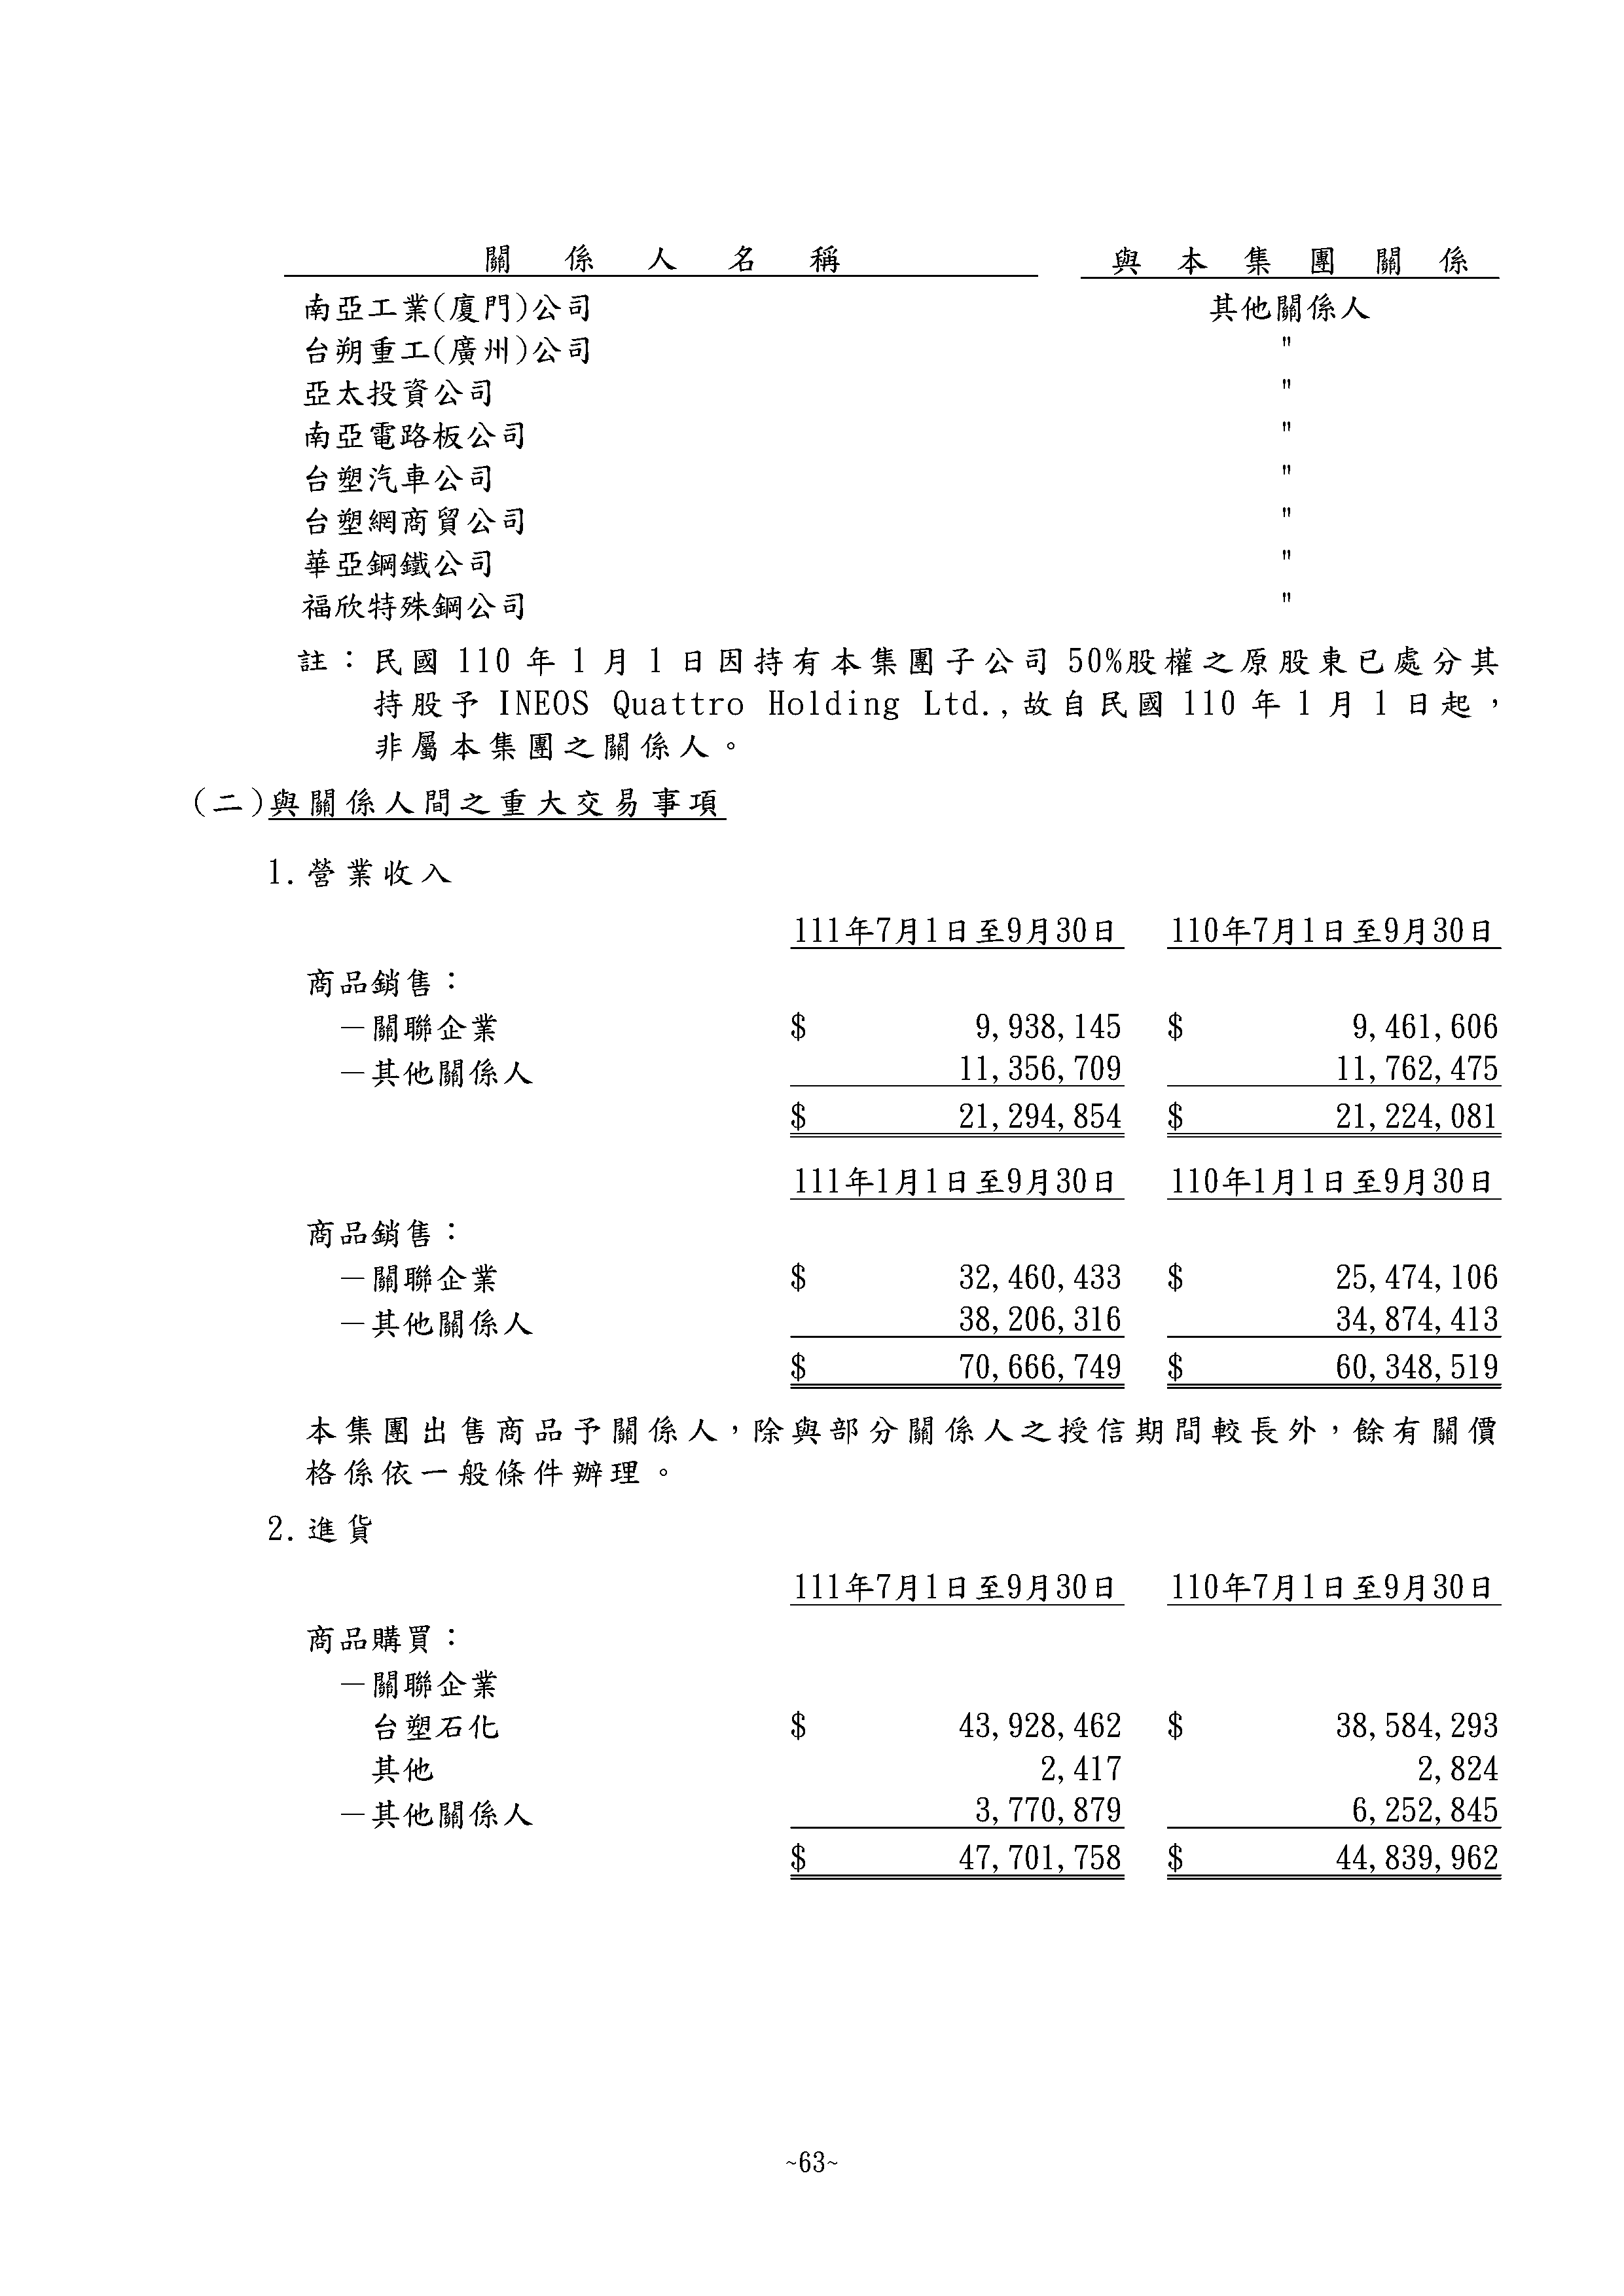 關係人名稱 與本集團關係
南亞工業(廈門)公司 其他關係人
台朔重工(廣州)公司 "
亞太投資公司 "
南亞電路板公司 "
台塑汽車公司 "
台塑網商貿公司 "
華亞鋼鐵公司 "
福欣特殊鋼公司 "
註：民國 110 年 1 月 1 日因持有本集團子公司 50%股權之原股東已處分其
持股予 INEOS Quattro Holding Ltd.,故自民國 110 年 1 月 1 日起，
非屬本集團之關係人。
(二)與關係人間之重大交易事項
1.營業收入
111年7月1日至9月30日 110年7月1日至9月30日
商品銷售：
－關聯企業 $ 9,938,145 $ 9,461,606
－其他關係人 11,356,709 11,762,475
$ 21,294,854 $ 21,224,081
111年1月1日至9月30日 110年1月1日至9月30日
商品銷售：
－關聯企業 $ 32,460,433 $ 25,474,106
－其他關係人 38,206,316 34,874,413
$ 70,666,749 $ 60,348,519
本集團出售商品予關係人，除與部分關係人之授信期間較長外，餘有關價
格係依一般條件辦理。
2.進貨
111年7月1日至9月30日 110年7月1日至9月30日
商品購買：
－關聯企業
台塑石化 $ 43,928,462 $ 38,584,293
其他 2,417 2,824
－其他關係人 3,770,879 6,252,845
$ 47,701,758 $ 44,839,962
~63~